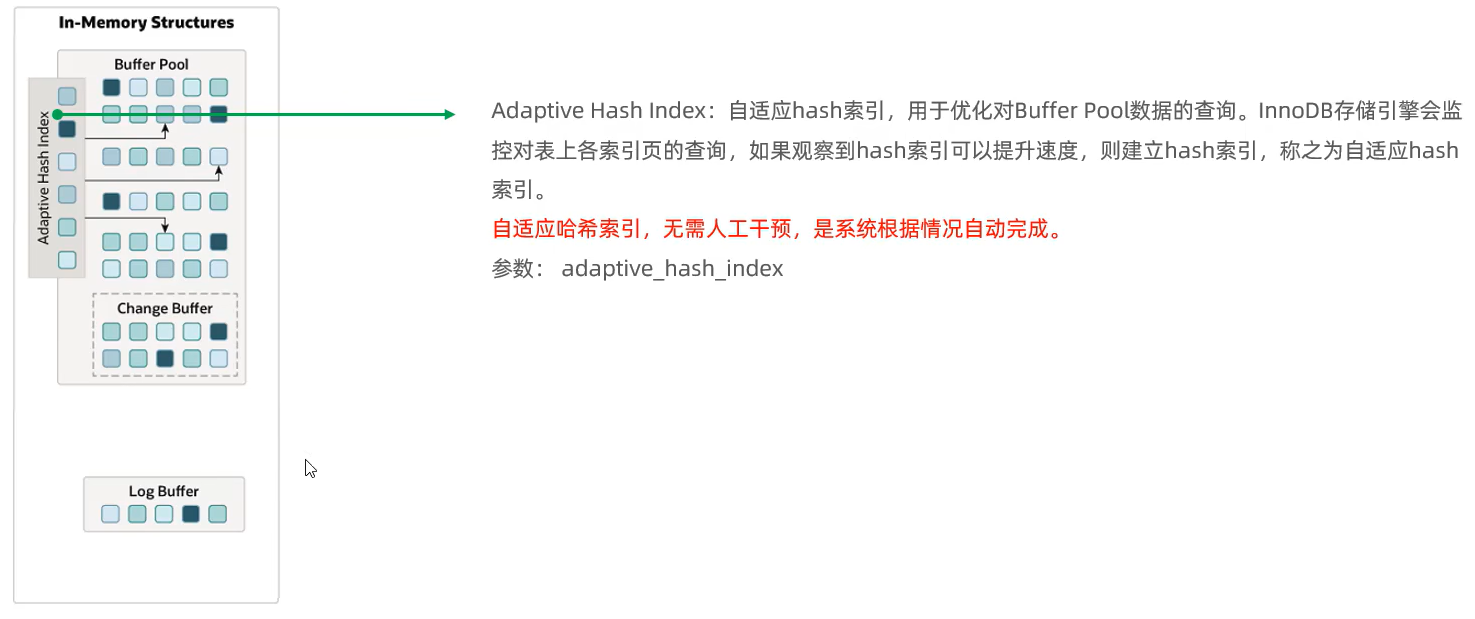 In-Memory Structures
Buffer Pool
Adaptive Hash Index
Change Buffer
Log Buffer
Adaptive Hash Index：自适应hash索引，用于优化对Buffer Pool数据的查询。InnoDB存储引擎会监
控对表上各索引页的查询，如果观察到hash索引可以提升速度，则建立hash索引，称之为自适应hash
索引。
自适应哈希索引，无需人工干预，是系统根据情况自动完成。
参数： adaptive_hash_index